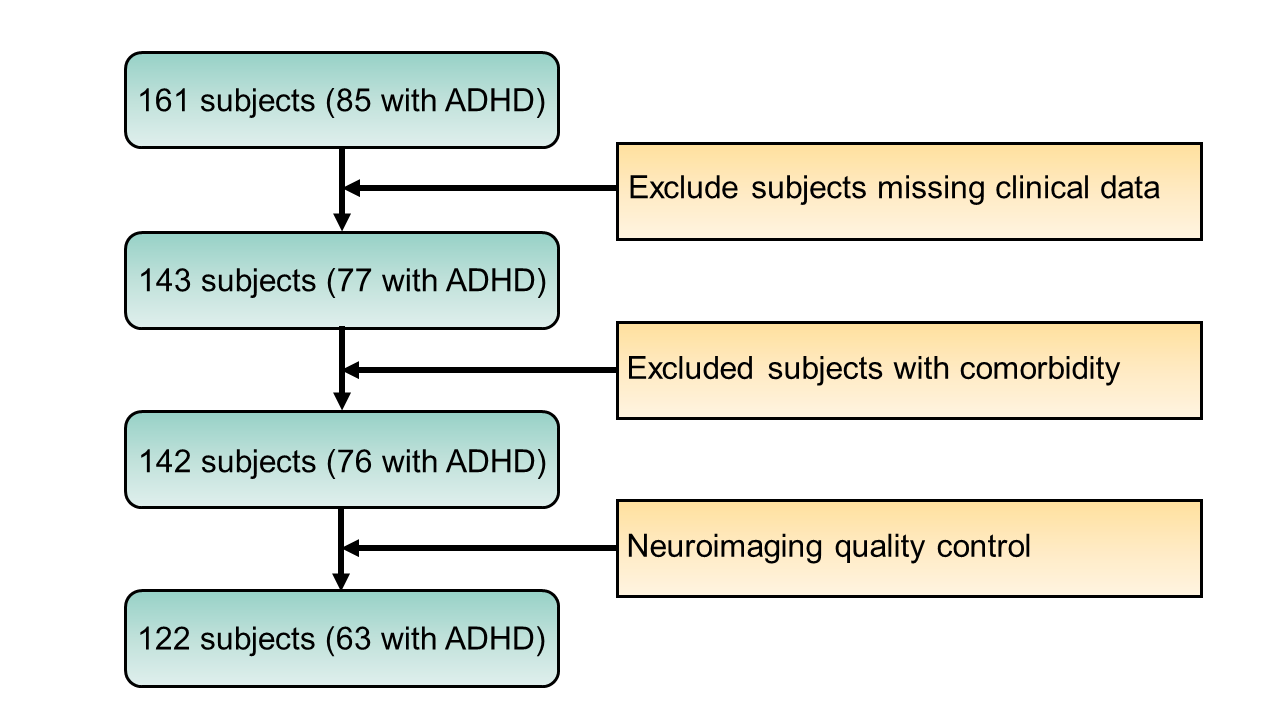 161 subjects (85 with ADHD)
Exclude subjects missing clinical data
143 subjects (77 with ADHD)
Excluded subjects with comorbidity
142 subjects (76 with ADHD)
Neuroimaging quality control
122 subjects (63 with ADHD)